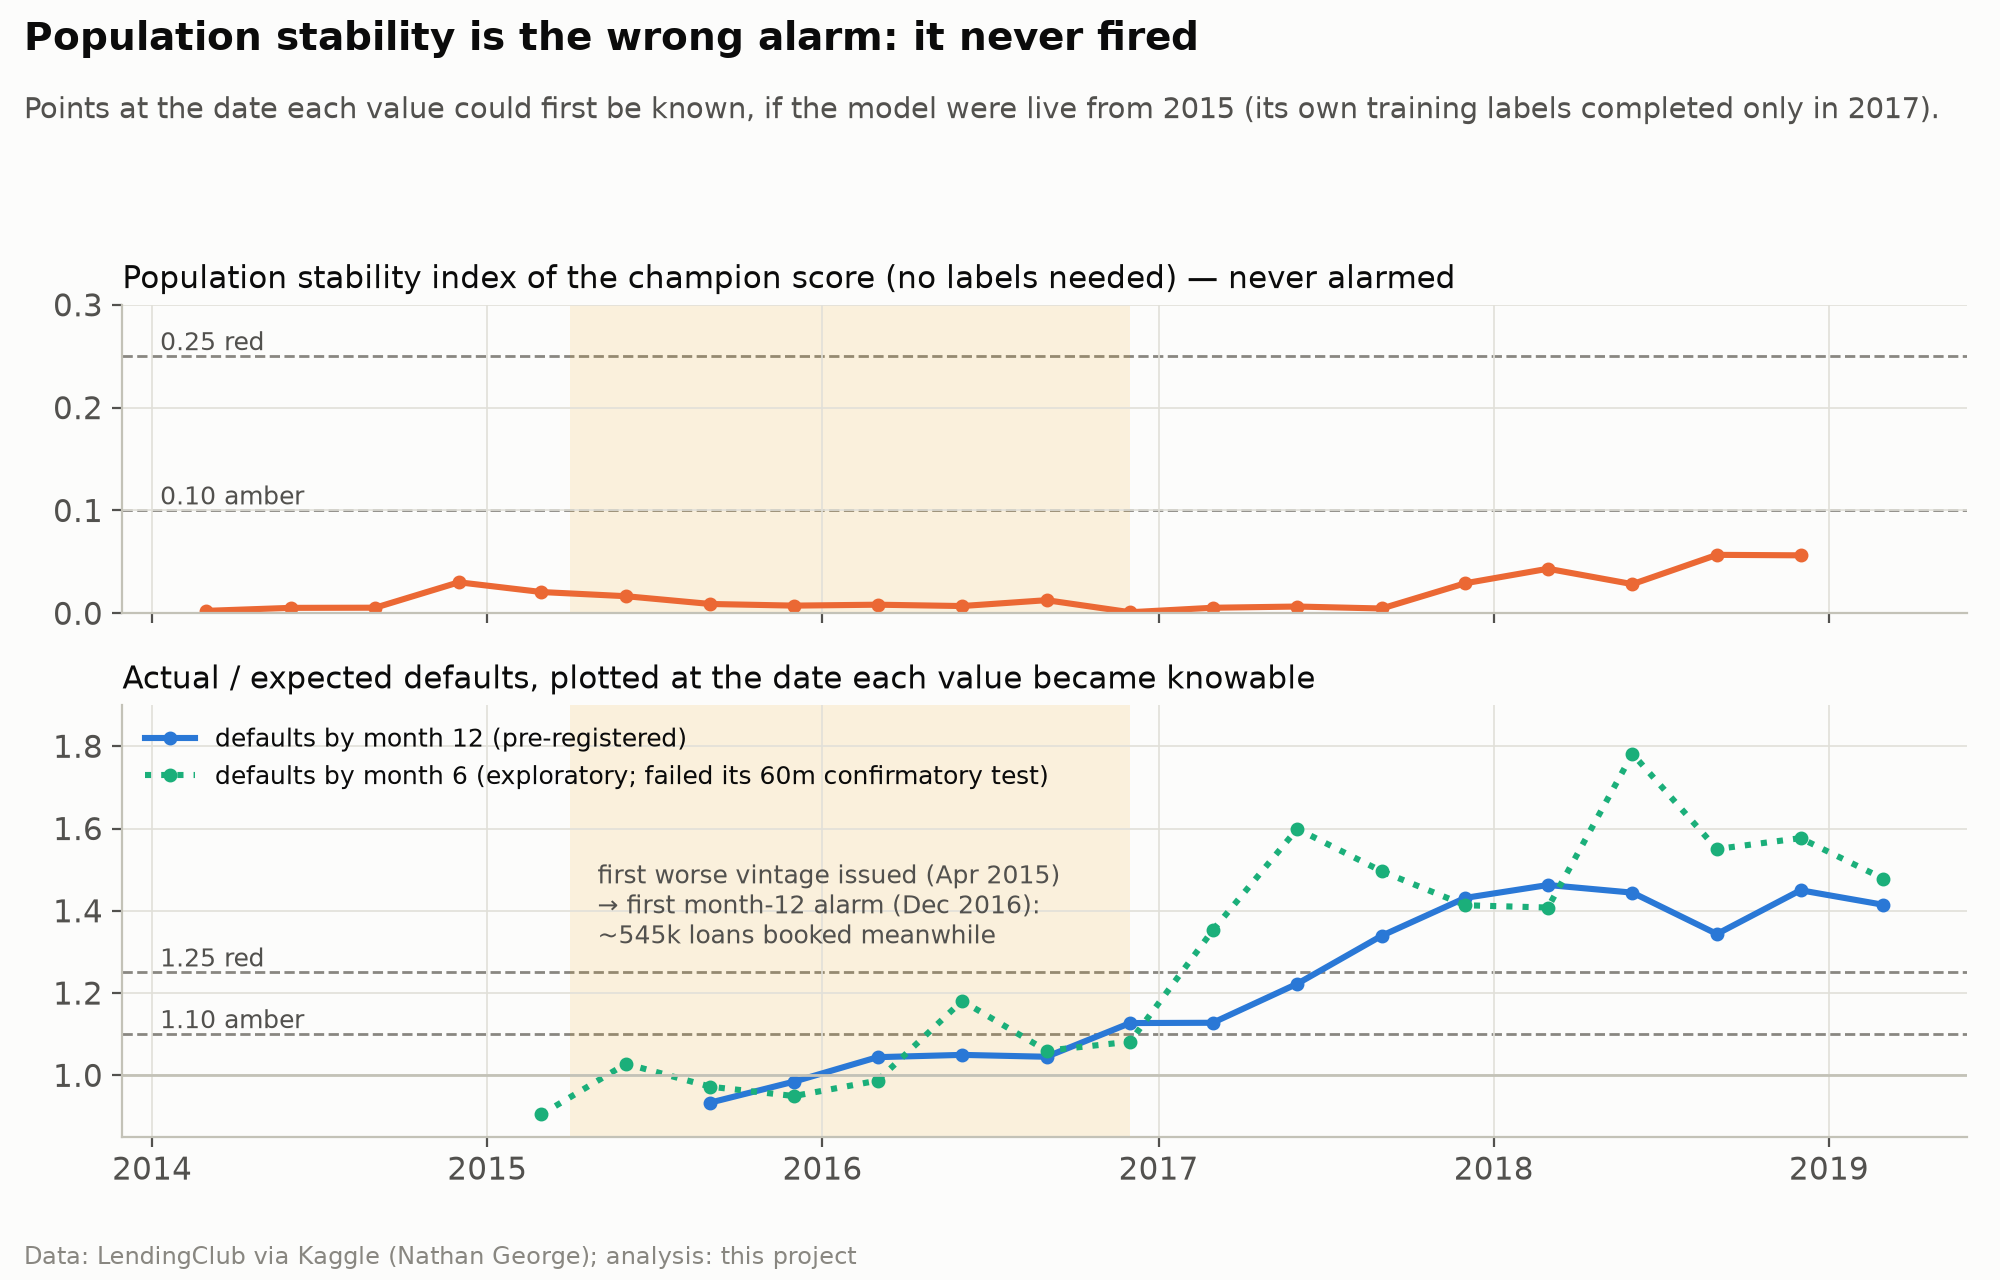 Population stability is the wrong alarm: it never fired
Points at the date each value could first be known, if the model were live from 2015 (its own training labels completed only in 2017).
Population stability index of the champion score (no labels needed) — never alarmed
0.3
0.25 red
0.2
0.10 amber
0.1
0.0
Actual / expected defaults, plotted at the date each value became knowable
defaults by month 12 (pre-registered)
defaults by month 6 (exploratory; failed its 60m confirmatory test)
1.8
1.6
first worse vintage issued (Apr 2015)
→ first month-12 alarm (Dec 2016):
~545k loans booked meanwhile
1.4
1.25 red
1.2
1.10 amber
1.0
2014 2015 2016 2017 2018 2019
Data: LendingClub via Kaggle (Nathan George); analysis: this project